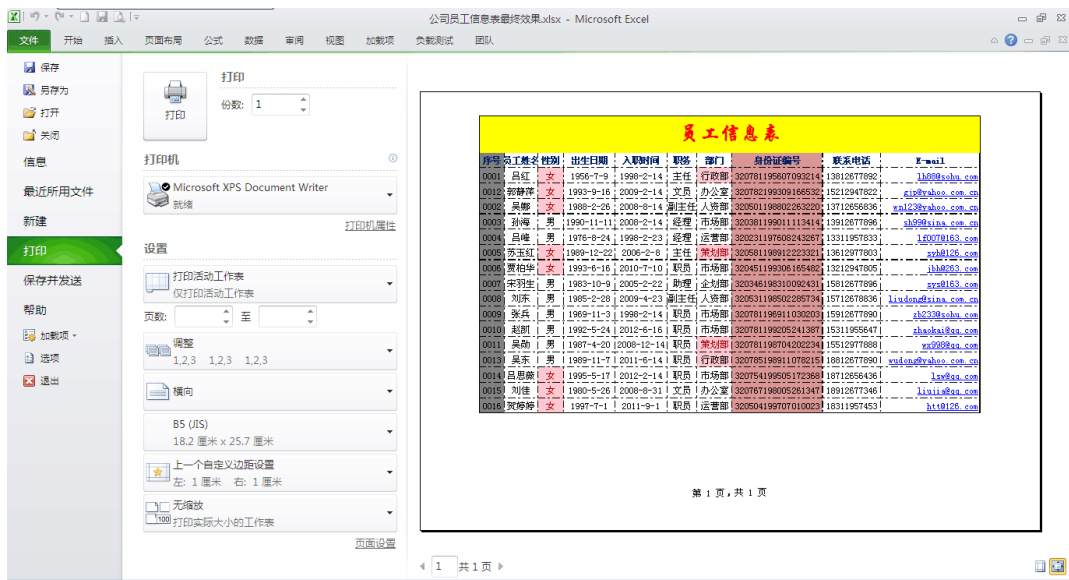 公司员工信息表最终效果.xlsx - Microsoft Excel
文件 开始 插入 页面布局 公式 数据 审阅 视图 加载项 负载测试 团队
保存
另存为
打开
关闭
信息
最近所用文件
新建
打印
保存并发送
帮助
加载项
选项
退出
打印
打印
份数: 1
打印机
Microsoft XPS Document Writer
就绪
打印机属性
设置
打印活动工作表
仅打印活动工作表
页数: 至
调整
1,2,3 1,2,3 1,2,3
横向
B5 (JIS)
18.2 厘米 x 25.7 厘米
上一个自定义边距设置
左: 1 厘米 右: 1 厘米
无缩放
100 打印实际大小的工作表
页面设置
员工信息表
序号 员工姓名 性别 出生日期 入职时间 职务 部门 身份证编号 联系电话 E-mail
0001 吕红 女 1956-7-9 1998-2-14 主任 行政部 320781195607093214 13812677892 lh88@sohu.com
0012 郭静萍 女 1993-9-16 2009-2-14 文员 办公室 320782199309166532 15212947822 gjp@yahoo.com.cn
0002 吴娜 女 1988-2-26 2008-8-14 副主任 人资部 320501198802263220 13712656836 wn123@yahoo.com.cn
0003 孙海 男 1990-11-11 2008-2-14 经理 市场部 320381199011113414 13912677896 sh99@sina.com.cn
0004 吕峰 男 1976-8-24 1998-2-23 经理 运营部 320231197608243267 13311957833 lf007@163.com
0005 苏玉红 女 1989-12-22 2006-2-8 主任 策划部 320581198912223321 13612977803 syh@126.com
0006 贾柏华 女 1993-6-16 2010-7-10 职员 市场部 320451199306165482 13212947805 jbh@263.com
0007 宋羽生 男 1983-10-9 2005-2-22 助理 企划部 320346198310092431 15812677896 sys@163.com
0008 刘东 男 1985-2-28 2009-4-23 副主任 人资部 320531198502285734 15712678836 liudong@sina.com.cn
0009 张兵 男 1969-11-3 1998-2-14 职员 市场部 320781196911030203 15912677890 zb233@sohu.com
0010 赵凯 男 1992-5-24 2012-6-16 职员 市场部 320781199205241387 15311955647 zhaokai@qq.com
0011 吴勋 男 1987-4-20 2008-12-14 职员 策划部 320781198704202234 15512977888 wx998@qq.com
0013 吴东 男 1989-11-7 2011-6-14 职员 行政部 320785198911078215 18812677890 wudong@yahoo.com.cn
0014 吕思薇 女 1995-5-17 2012-2-14 职员 市场部 320754199505172368 18712656436 lsw@qq.com
0015 刘佳 女 1980-5-26 2008-8-31 文员 办公室 320767198005261347 18912677346 liujia@qq.com
0016 贺婷婷 女 1997-7-1 2011-9-1 职员 运营部 320504199707010023 18311957453 htt@126.com
第 1 页,共 1 页
1 共 1 页